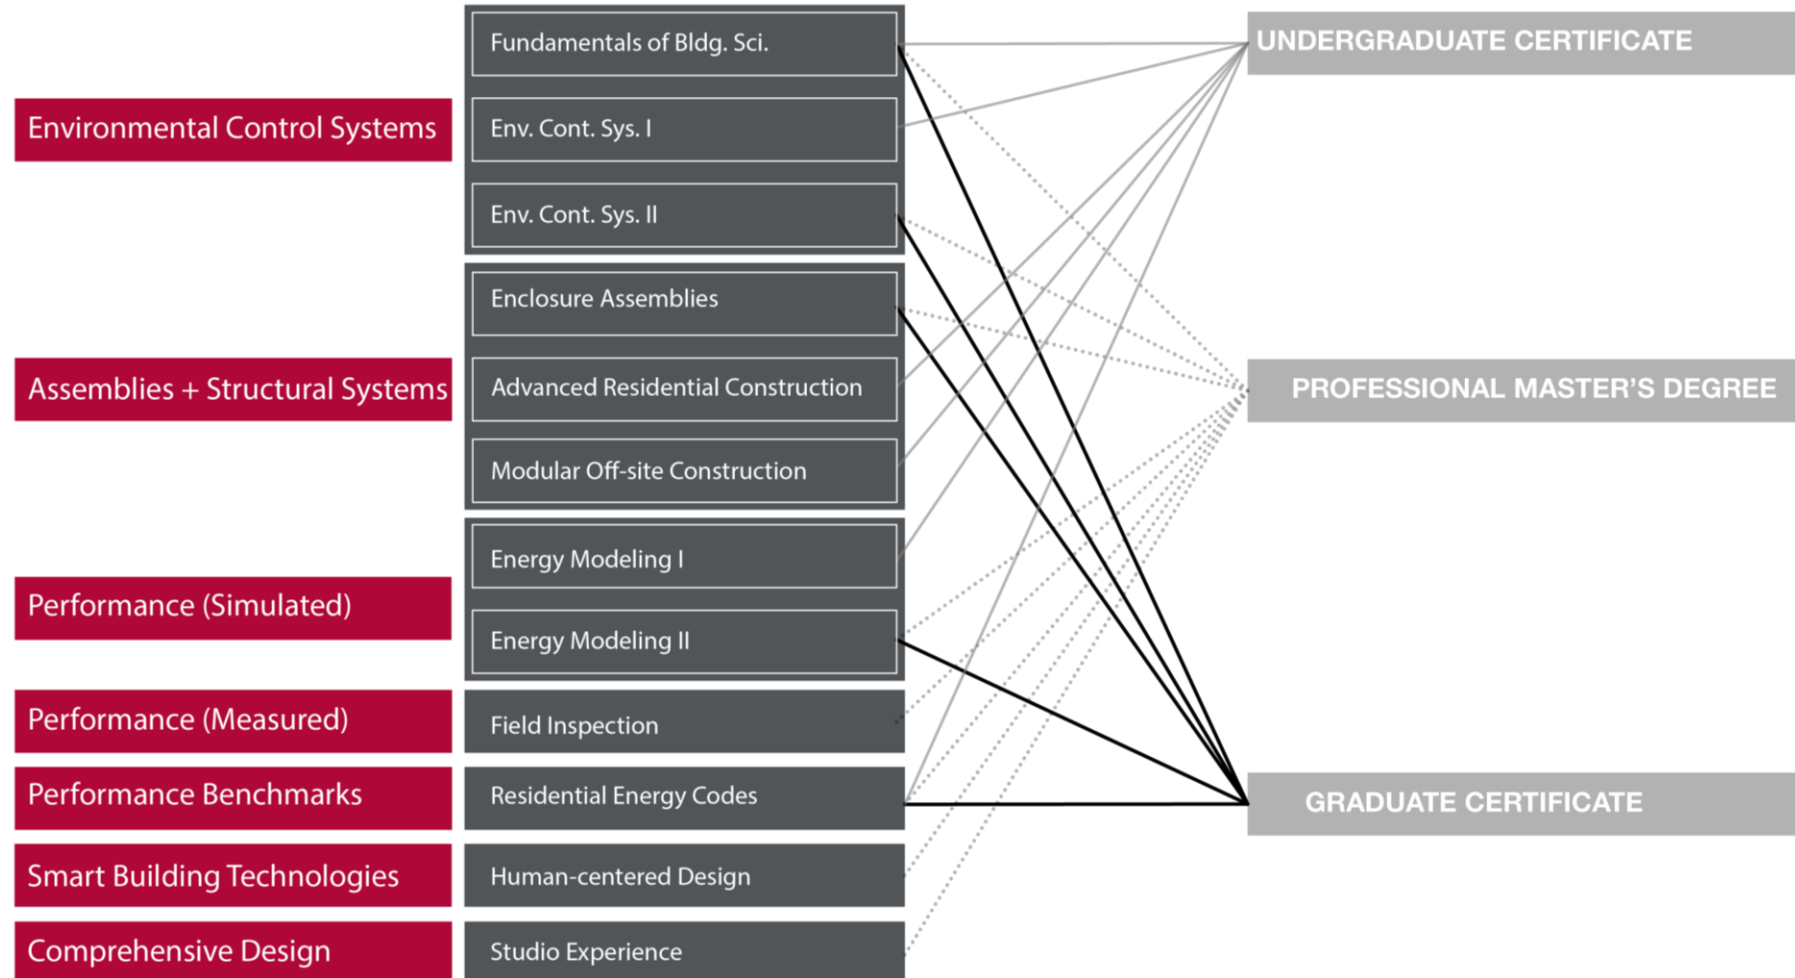 Environmental Control Systems
Fundamentals of Bldg. Sci.
Env. Cont. Sys. I
Env. Cont. Sys. II
Assemblies + Structural Systems
Enclosure Assemblies
Advanced Residential Construction
Modular Off-site Construction
Performance (Simulated)
Energy Modeling I
Energy Modeling II
Performance (Measured)
Field Inspection
Performance Benchmarks
Residential Energy Codes
Smart Building Technologies
Human-centered Design
Comprehensive Design
Studio Experience
UNDERGRADUATE CERTIFICATE
PROFESSIONAL MASTER’S DEGREE
GRADUATE CERTIFICATE